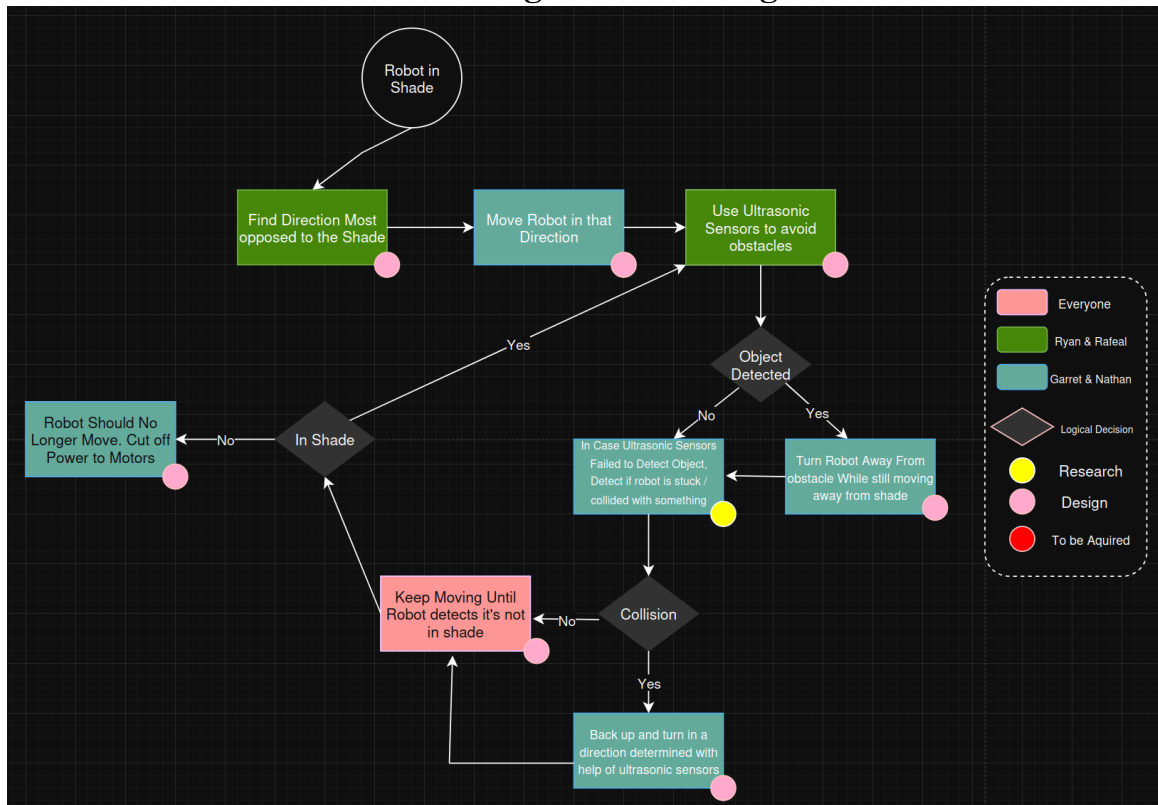 Robot in
Shade
Find Direction Most
opposed to the Shade
Move Robot in that
Direction
Use Ultrasonic
Sensors to avoid
obstacles
Object
Detected
No
Yes
In Case Ultrasonic Sensors
Failed to Detect Object,
Detect if robot is stuck /
collided with something
Turn Robot Away From
obstacle While still moving
away from shade
Collision
No
Yes
Back up and turn in a
direction determined with
help of ultrasonic sensors
Keep Moving Until
Robot detects it's not
in shade
In Shade
Yes
No
Robot Should No
Longer Move. Cut off
Power to Motors
Everyone
Ryan & Rafeal
Garret & Nathan
Logical Decision
Research
Design
To be Aquired